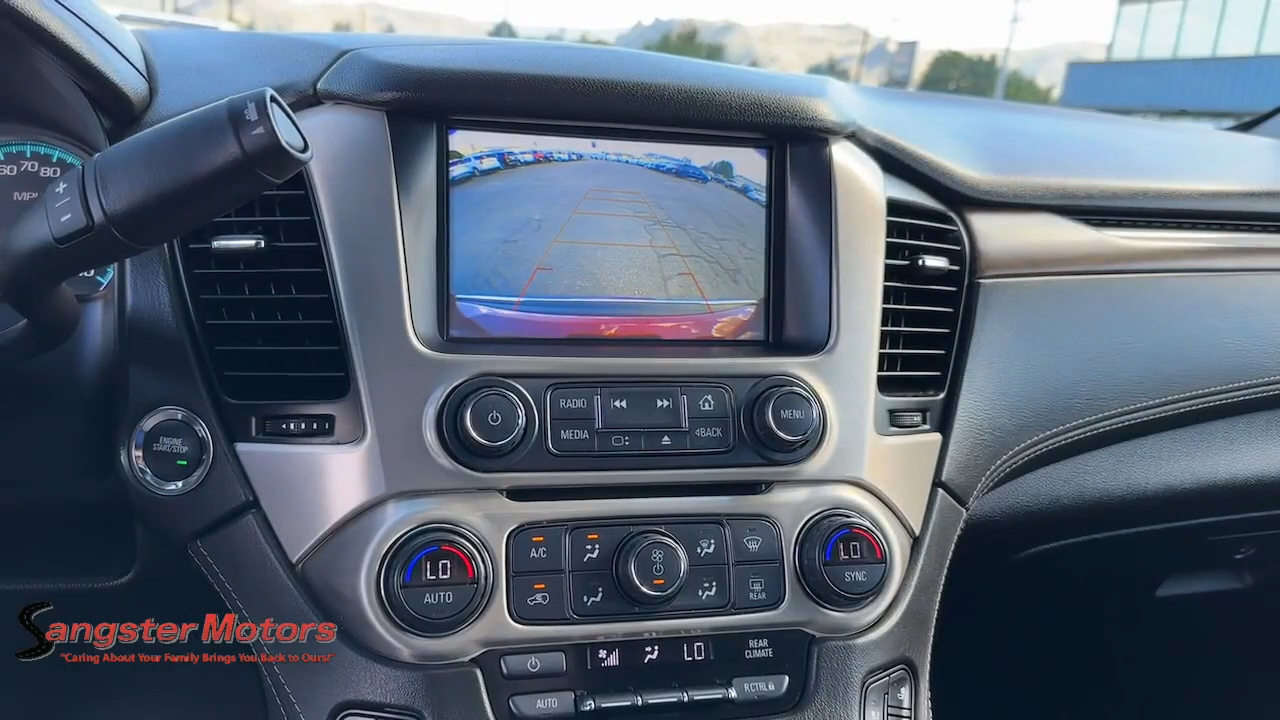 60 70 80
MPH
+
−
ENGINE
START/STOP
RADIO
MEDIA
BACK
MENU
A/C
LO
AUTO
REAR
LO
SYNC
LO
REAR
CLIMATE
AUTO
R CTRL
Sangster Motors
"Caring About Your Family Brings You Back to Ours!"